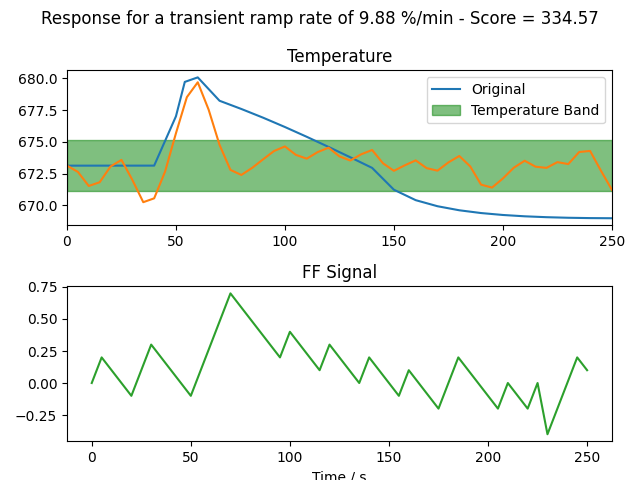 Response for a transient ramp rate of 9.88 %/min - Score = 334.57
Temperature
680.0
677.5
675.0
672.5
670.0
Original
Temperature Band
0 50 100 150 200 250
FF Signal
0.75
0.50
0.25
0.00
−0.25
0 50 100 150 200 250
Time / s